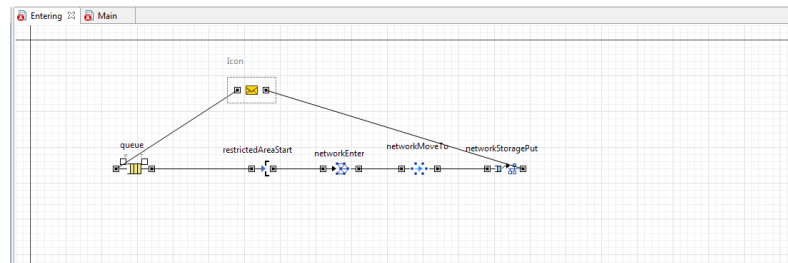 Entering Main
Icon
queue restrictedAreaStart networkEnter networkMoveTo networkStoragePut